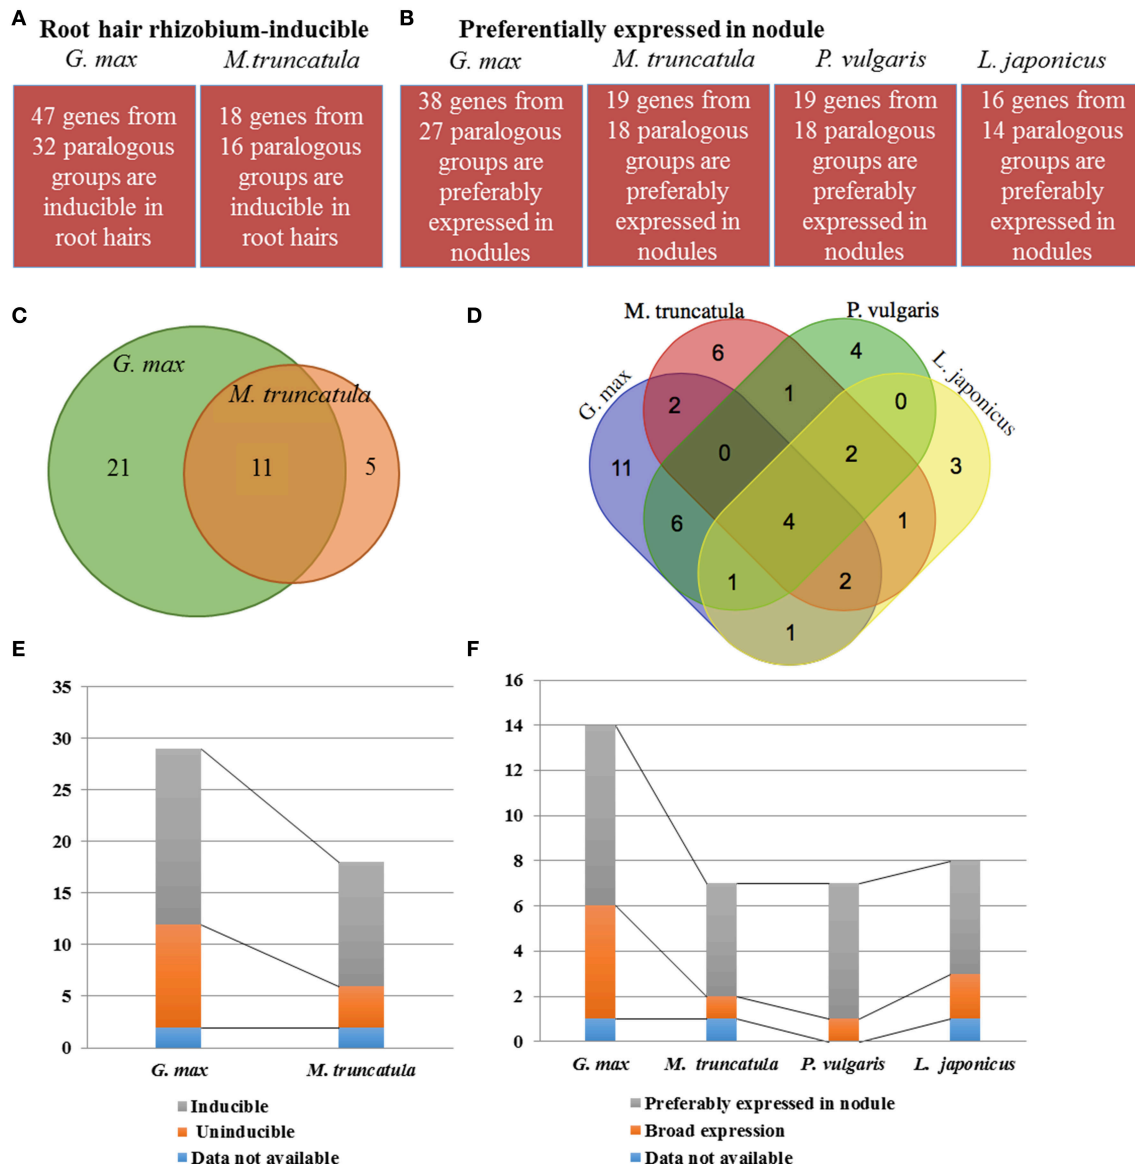 A
Root hair rhizobium-inducible
G. max
M.truncatula
47 genes from
32 paralogous
groups are
inducible in
root hairs
18 genes from
16 paralogous
groups are
inducible in
root hairs
B
Preferentially expressed in nodule
G. max
M. truncatula
P. vulgaris
L. japonicus
38 genes from
27 paralogous
groups are
preferably
expressed in
nodules
19 genes from
18 paralogous
groups are
preferably
expressed in
nodules
19 genes from
18 paralogous
groups are
preferably
expressed in
nodules
16 genes from
14 paralogous
groups are
preferably
expressed in
nodules
C
G. max
M. truncatula
21
11
5
D
M. truncatula
P. vulgaris
G. max
L. japonicus
6
4
2
1
0
11
0
2
3
6
4
1
1
2
1
E
35
30
25
20
15
10
5
0
G. max
M. truncatula
Inducible
Uninducible
Data not available
F
16
14
12
10
8
6
4
2
0
G. max
M. truncatula
P. vulgaris
L. japonicus
Preferably expressed in nodule
Broad expression
Data not available